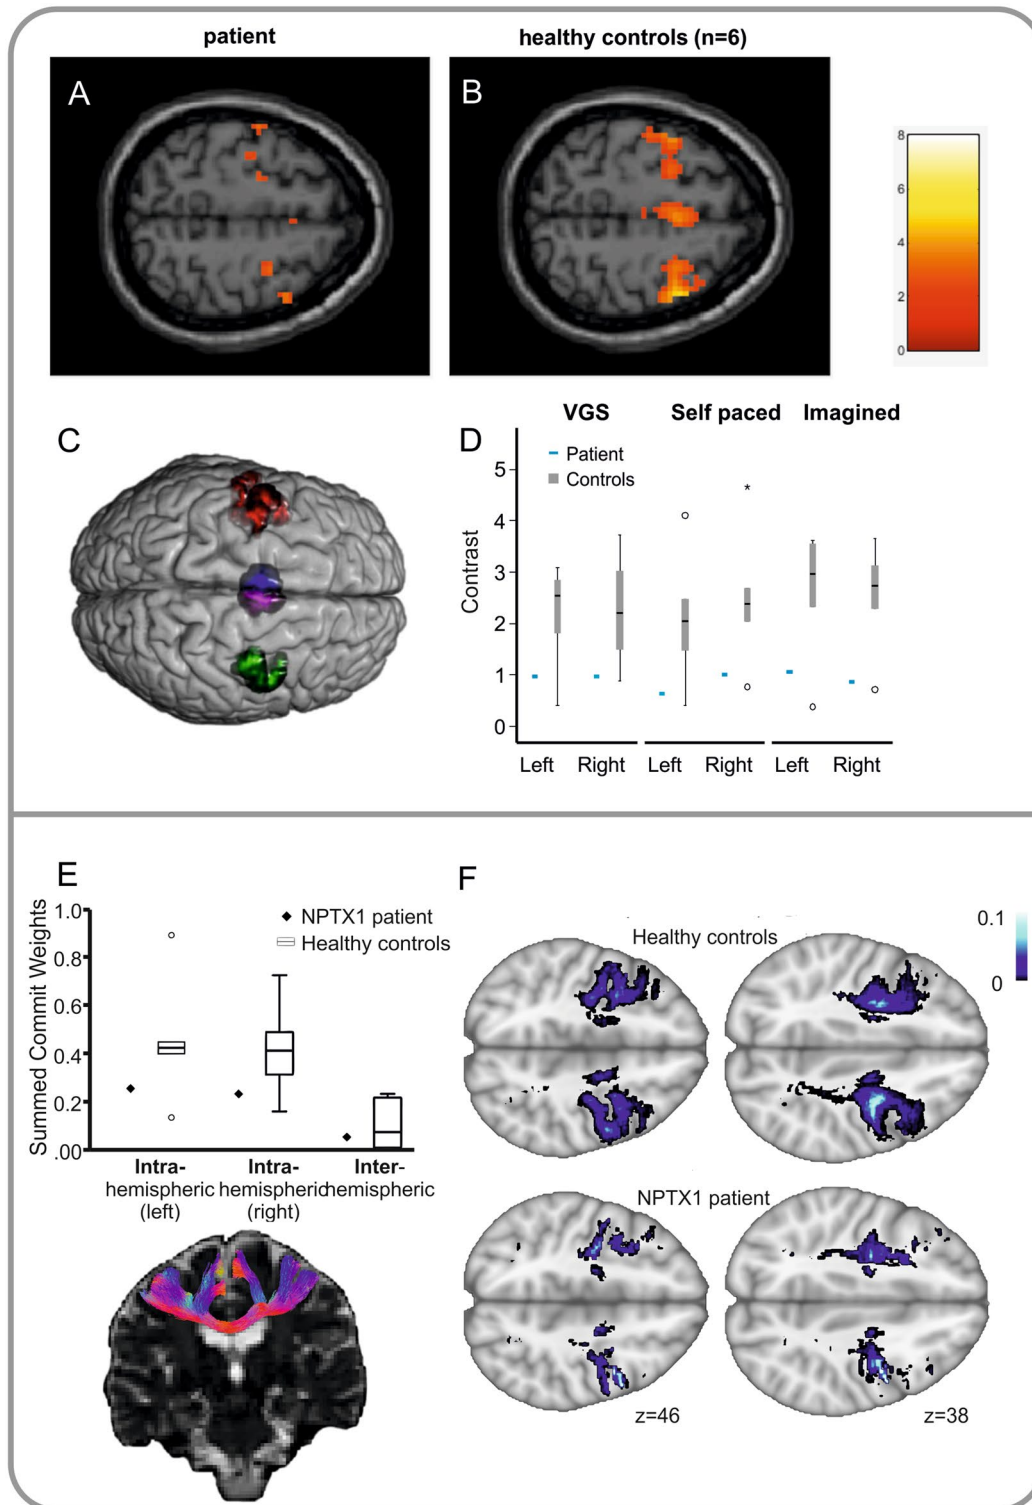 patient
healthy controls (n=6)
A
B
8
6
4
2
0
C
D
VGS
Self paced
Imagined
Patient
Controls
Contrast
5
4
3
2
1
0
*
Left
Right
Left
Right
Left
Right
E
Summed Commit Weights
1.0
0.8
0.6
0.4
0.2
.00
NPTX1 patient
Healthy controls
Intra-
hemispheric
(left)
Intra-
hemispheric
(right)
Inter-
hemispheric
F
Healthy controls
0.1
0
NPTX1 patient
z=46
z=38